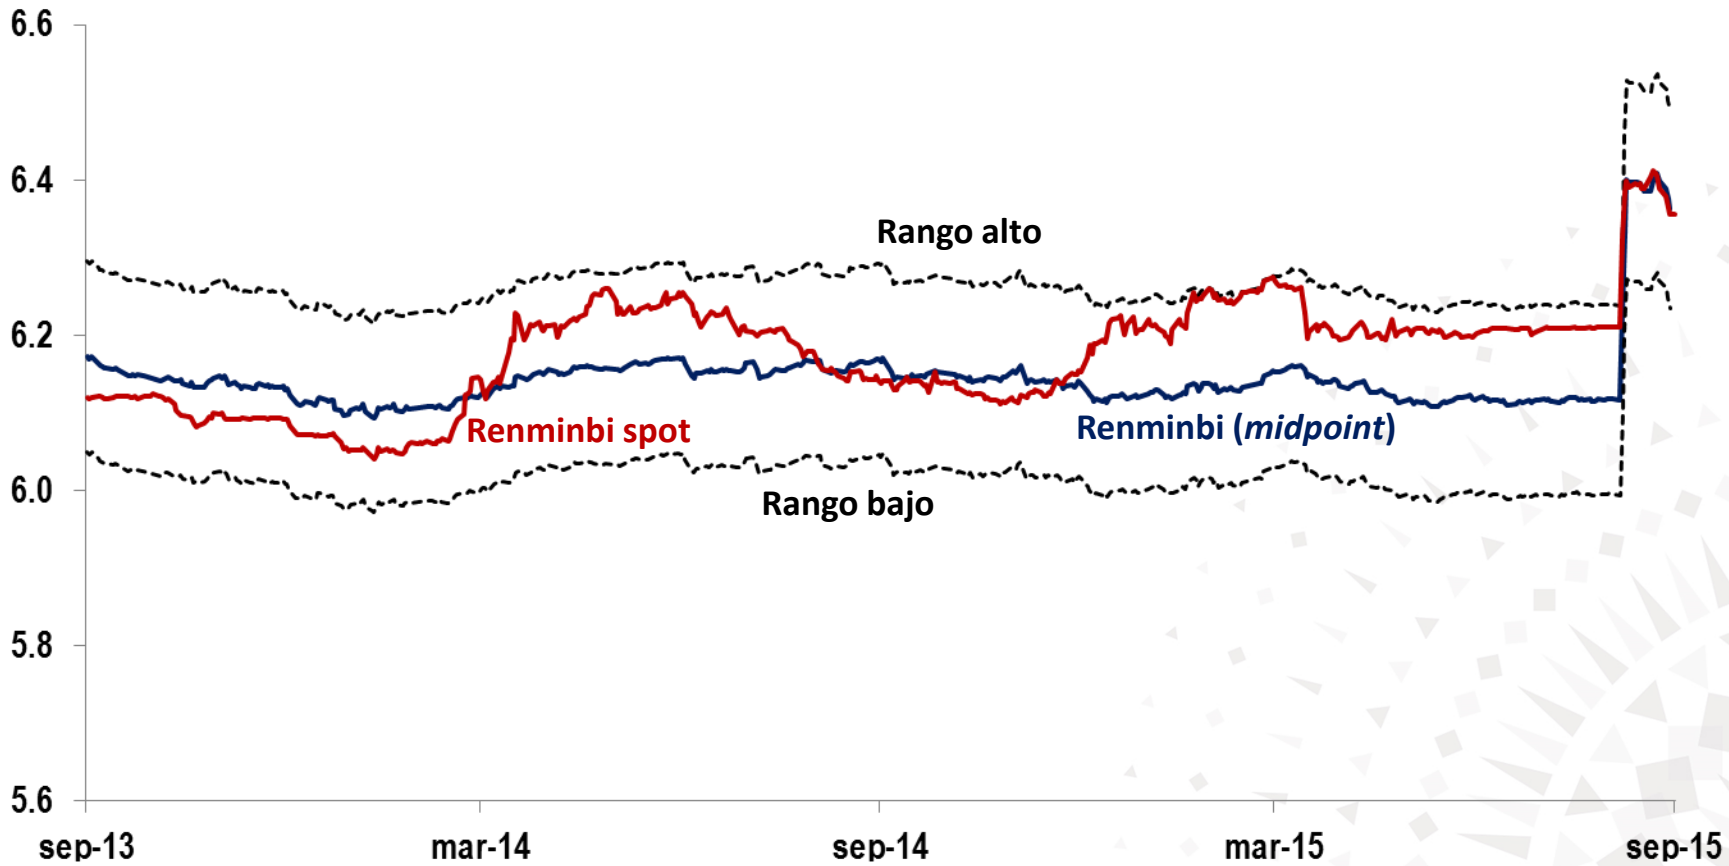 6.6
6.4
6.2
6.0
5.8
5.6
Rango alto
Renminbi spot
Renminbi (midpoint)
Rango bajo
sep-13
mar-14
sep-14
mar-15
sep-15